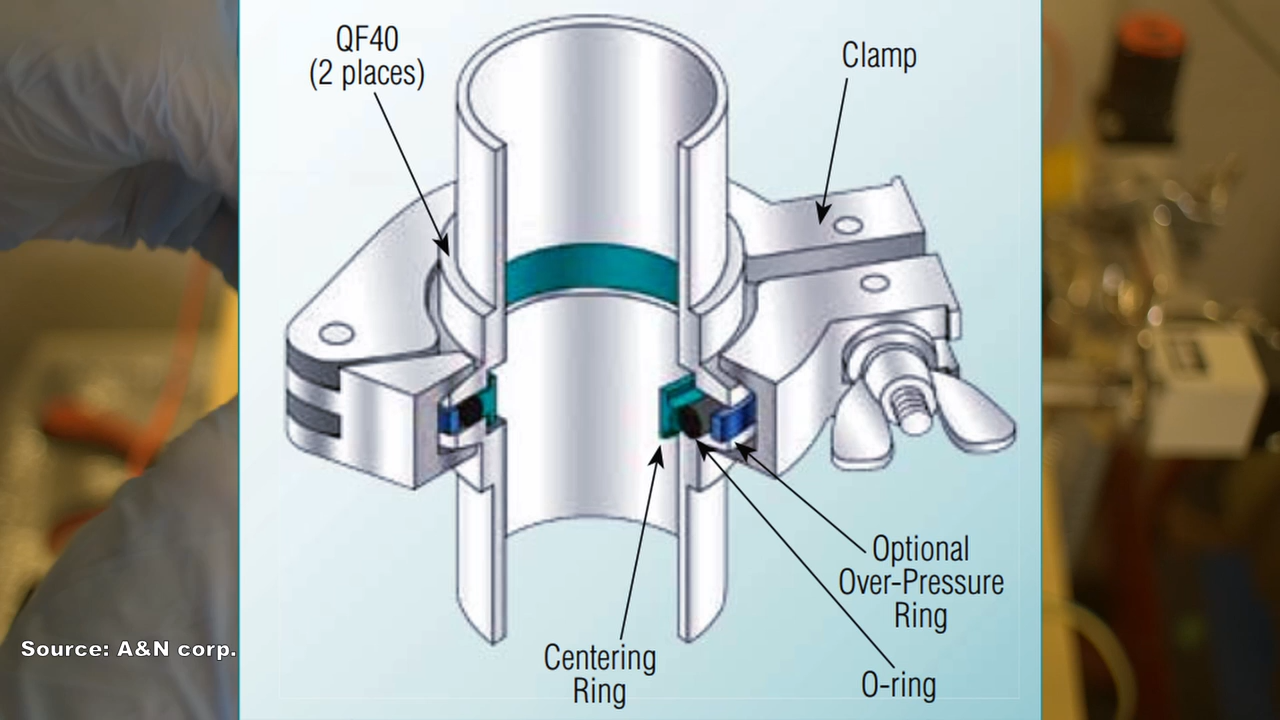 QF40
(2 places)
Clamp
Optional
Over-Pressure
Ring
Source: A&N corp.
Centering
Ring
O-ring